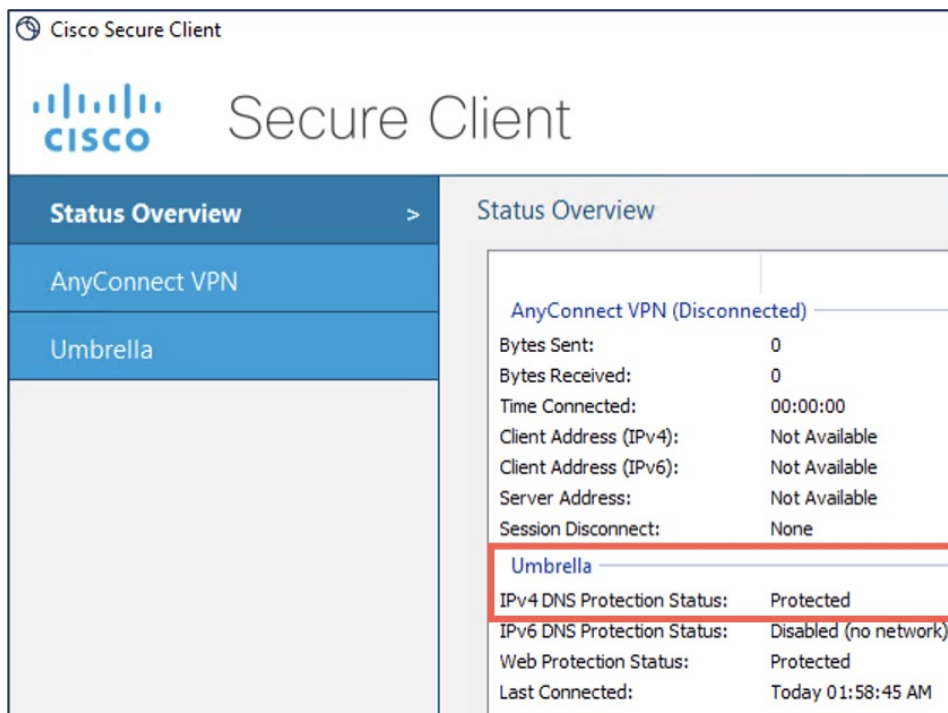 Cisco Secure Client
CISCO
Secure Client
Status Overview >
AnyConnect VPN
Umbrella
Status Overview
AnyConnect VPN (Disconnected)
Bytes Sent: 0
Bytes Received: 0
Time Connected: 00:00:00
Client Address (IPv4): Not Available
Client Address (IPv6): Not Available
Server Address: Not Available
Session Disconnect: None
Umbrella
IPv4 DNS Protection Status: Protected
IPv6 DNS Protection Status: Disabled (no network)
Web Protection Status: Protected
Last Connected: Today 01:58:45 AM